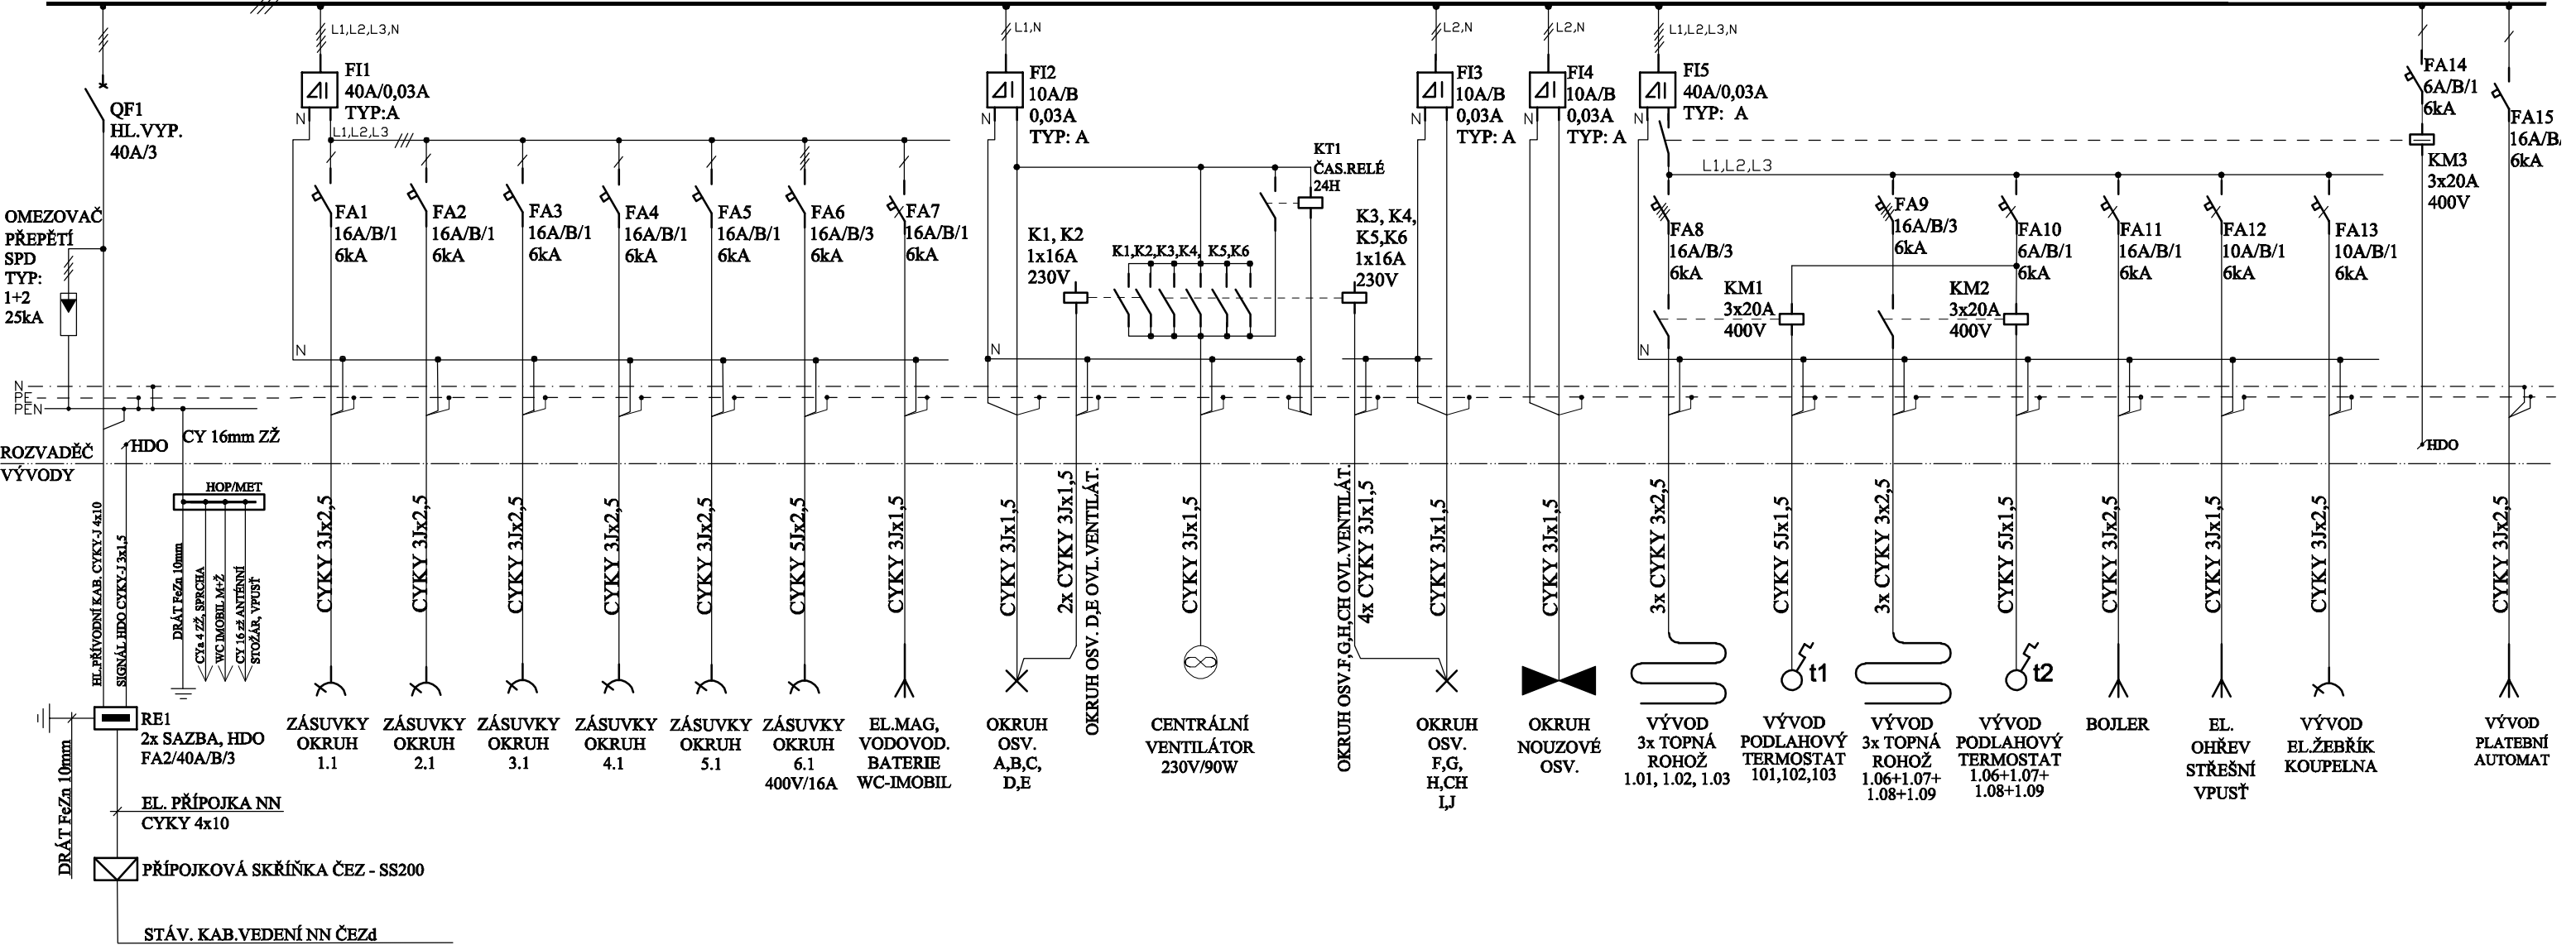 L1,L2,L3,N
L1,N
L2,N
L2,N
L1,L2,L3,N
QF1
HL.VYP.
40A/3
FI1
40A/0,03A
TYP:A
N
L1,L2,L3
FI2
10A/B
0,03A
TYP: A
N
FI3
10A/B
0,03A
TYP: A
N
FI4
10A/B
0,03A
TYP: A
N
FI5
40A/0,03A
TYP: A
N
L1,L2,L3
FA14
6A/B/1
6kA
KM3
3x20A
400V
FA15
16A/B/
6kA
OMEZOVAČ
PŘEPĚTÍ
SPD
TYP:
1+2
25kA
FA1
16A/B/1
6kA
FA2
16A/B/1
6kA
FA3
16A/B/1
6kA
FA4
16A/B/1
6kA
FA5
16A/B/1
6kA
FA6
16A/B/3
6kA
FA7
16A/B/1
6kA
K1, K2
1x16A
230V
K1,K2,K3,K4, K5,K6
KT1
ČAS.RELÉ
24H
K3, K4,
K5,K6
1x16A
230V
FA8
16A/B/3
6kA
KM1
3x20A
400V
FA9
16A/B/3
6kA
KM2
3x20A
400V
FA10
6A/B/1
6kA
FA11
16A/B/1
6kA
FA12
10A/B/1
6kA
FA13
10A/B/1
6kA
N
N
N
N
PE
PEN
HDO
CY 16mm ZŽ
HDO
ROZVADĚČ
VÝVODY
HOP/MET
HL.PŘÍVODNÍ KAB. CYKY-J 4x10
SIGNÁL HDO CYKY-J 3x1,5
DRÁT FeZn 10mm
CYa 4 ZŽ, SPRCHA
WC IMOBIL M+Ž
CY 16 zž ANTÉNNÍ
STOŽÁR, VPUSŤ
CYKY 3Jx2,5
CYKY 3Jx2,5
CYKY 3Jx2,5
CYKY 3Jx2,5
CYKY 3Jx2,5
CYKY 5Jx2,5
CYKY 3Jx1,5
CYKY 3Jx1,5
2x CYKY 3Jx1,5
OKRUH OSV. D,E OVL.VENTILÁT.
CYKY 3Jx1,5
OKRUH OSV.F,G,H,CH OVL.VENTILÁT.
4x CYKY 3Jx1,5
CYKY 3Jx1,5
CYKY 3Jx1,5
3x CYKY 3x2,5
CYKY 5Jx1,5
3x CYKY 3x2,5
CYKY 5Jx1,5
CYKY 3Jx2,5
CYKY 3Jx1,5
CYKY 3Jx2,5
CYKY 3Jx2,5
t1
t2
RE1
2x SAZBA, HDO
FA2/40A/B/3
DRÁT FeZn 10mm
EL. PŘÍPOJKA NN
CYKY 4x10
PŘÍPOJKOVÁ SKŘÍŇKA ČEZ - SS200
STÁV. KAB.VEDENÍ NN ČEZd
ZÁSUVKY
OKRUH
1.1
ZÁSUVKY
OKRUH
2.1
ZÁSUVKY
OKRUH
3.1
ZÁSUVKY
OKRUH
4.1
ZÁSUVKY
OKRUH
5.1
ZÁSUVKY
OKRUH
6.1
400V/16A
EL.MAG,
VODOVOD.
BATERIE
WC-IMOBIL
OKRUH
OSV.
A,B,C,
D,E
CENTRÁLNÍ
VENTILÁTOR
230V/90W
OKRUH
OSV.
F,G,
H,CH
I,J
OKRUH
NOUZOVÉ
OSV.
VÝVOD
3x TOPNÁ
ROHOŽ
1.01, 1.02, 1.03
VÝVOD
PODLAHOVÝ
TERMOSTAT
101,102,103
VÝVOD
3x TOPNÁ
ROHOŽ
1.06+1.07+
1.08+1.09
VÝVOD
PODLAHOVÝ
TERMOSTAT
1.06+1.07+
1.08+1.09
BOJLER
EL.
OHŘEV
STŘEŠNÍ
VPUSŤ
VÝVOD
EL.ŽEBŘÍK
KOUPELNA
VÝVOD
PLATEBNÍ
AUTOMAT